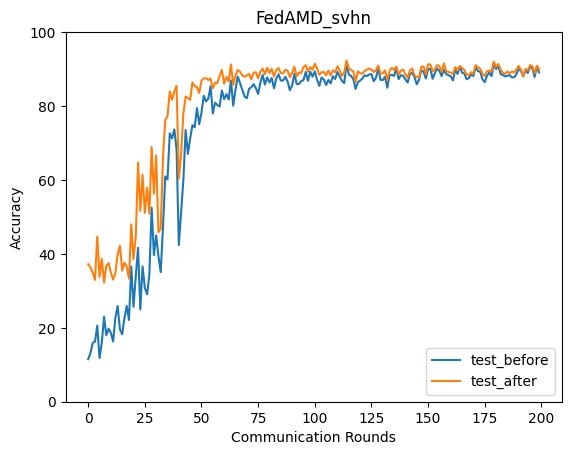 FedAMD_svhn
100
80
60
40
20
0
Accuracy
0 25 50 75 100 125 150 175 200
Communication Rounds
test_before
test_after